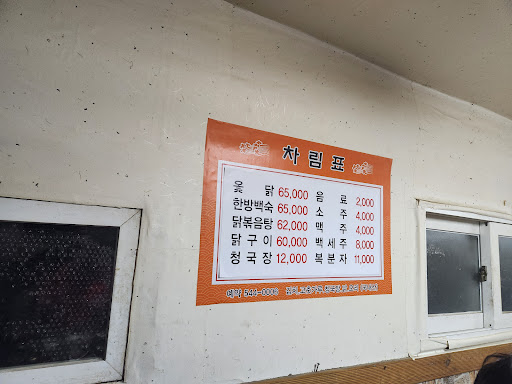 차림표
옻 닭 65,000 음 료 2,000
한방백숙 65,000 소 주 4,000
닭볶음탕 62,000 맥 주 4,000
닭 구 이 60,000 백 세 주 8,000
청 국 장 12,000 복 분 자 11,000
예약